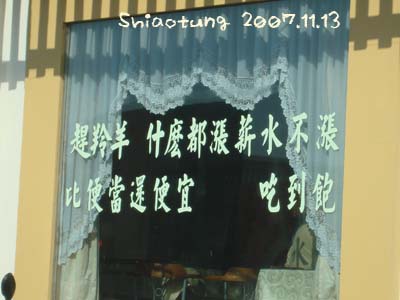 Shiaotung 2007.11.13
趕羚羊 什麼都漲薪水不漲
比便當還便宜 吃到飽